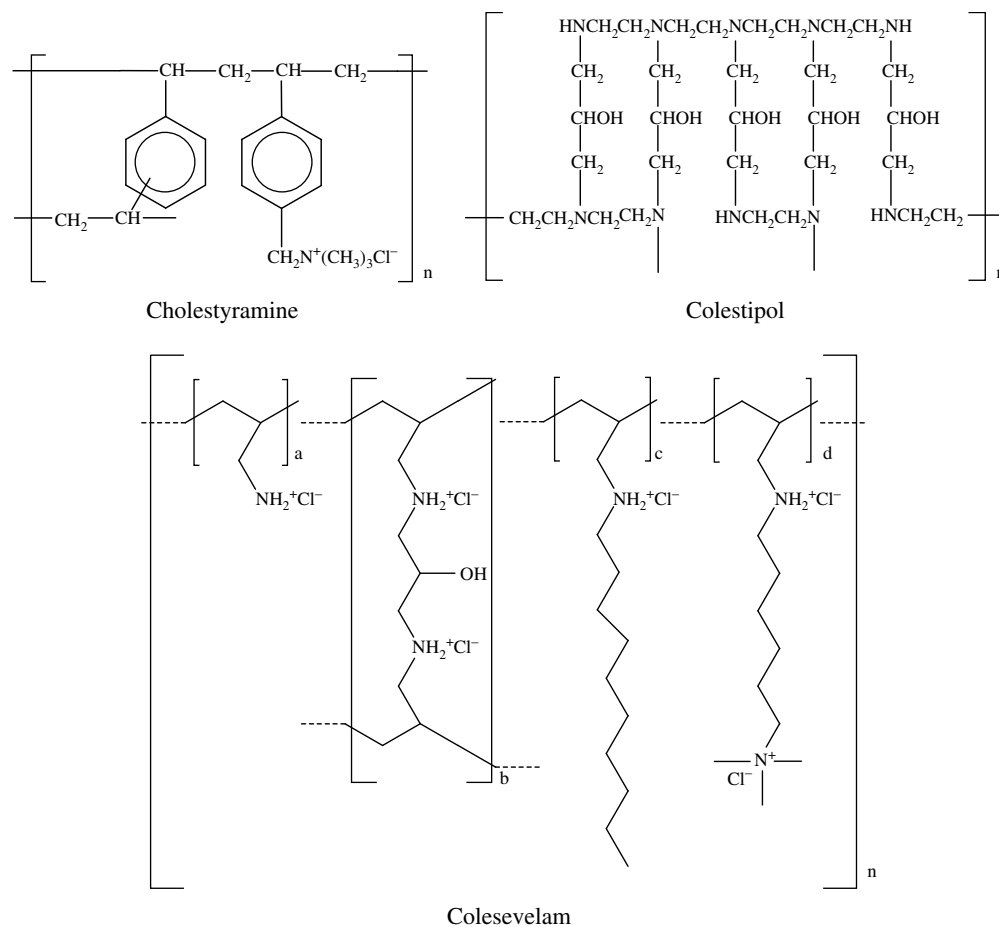 CH CH₂ CH CH₂
CH₂ CH
CH₂N⁺(CH₃)₃Cl⁻
n
Cholestyramine
HNCH₂CH₂NCH₂CH₂NCH₂CH₂NCH₂CH₂NH
CH₂ CH₂ CH₂ CH₂ CH₂
CHOH CHOH CHOH CHOH CHOH
CH₂ CH₂ CH₂ CH₂ CH₂
CH₂CH₂NCH₂CH₂N HNCH₂CH₂N HNCH₂CH₂
n
Colestipol
a b c d
NH₂⁺Cl⁻ NH₂⁺Cl⁻ NH₂⁺Cl⁻ NH₂⁺Cl⁻
OH
NH₂⁺Cl⁻
N⁺
Cl⁻
n
Colesevelam